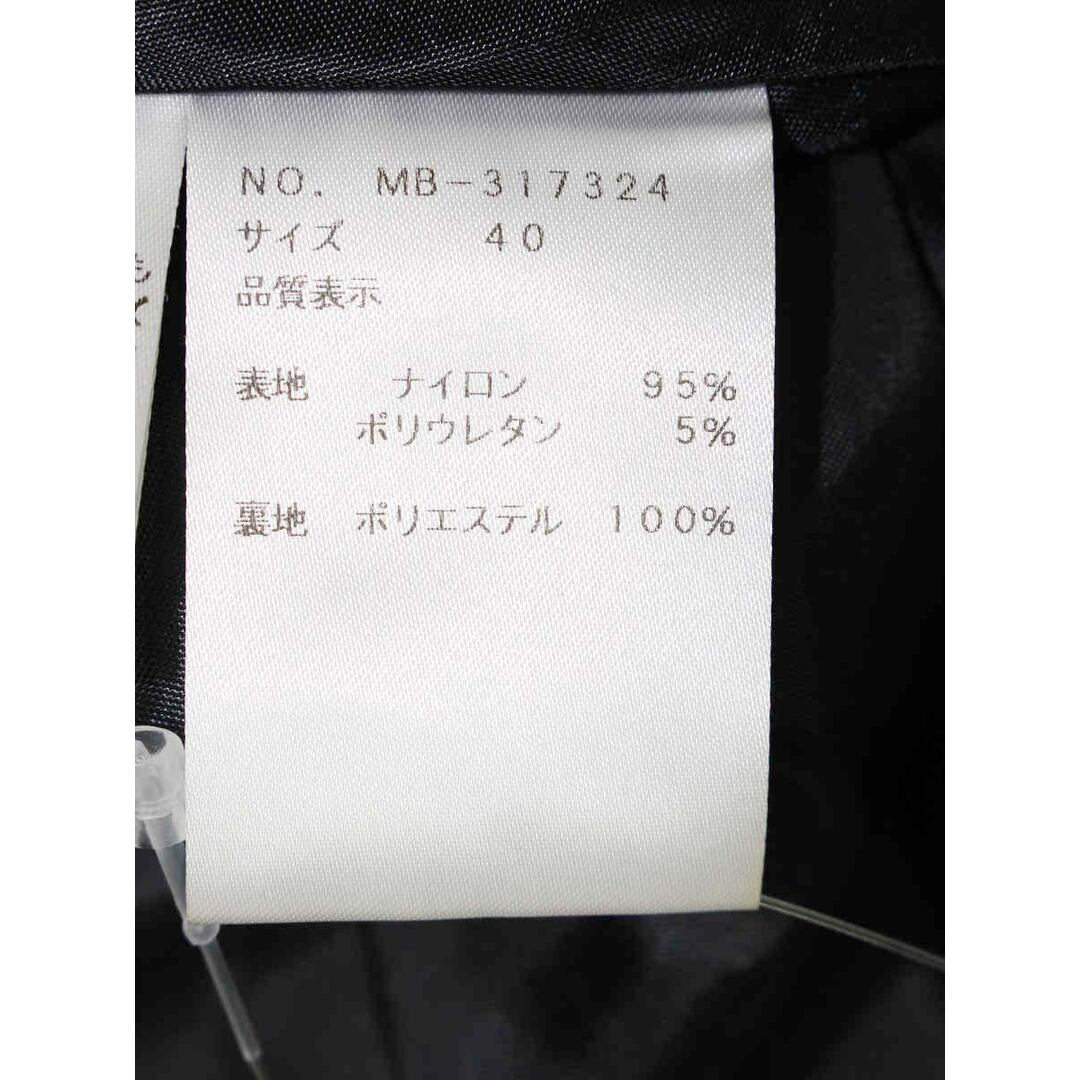 NO. MB-317324
サイズ 40
品質表示
表地 ナイロン 95%
ポリウレタン 5%
裏地 ポリエステル 100%